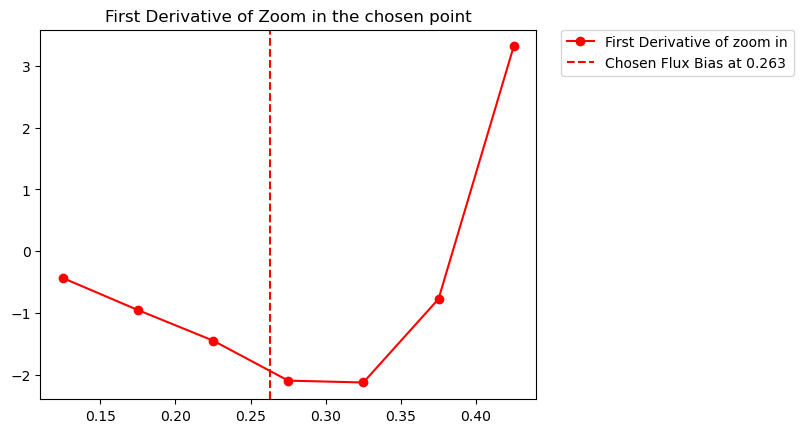 First Derivative of Zoom in the chosen point
First Derivative of zoom in
Chosen Flux Bias at 0.263
3
2
1
0
−1
−2
0.15 0.20 0.25 0.30 0.35 0.40